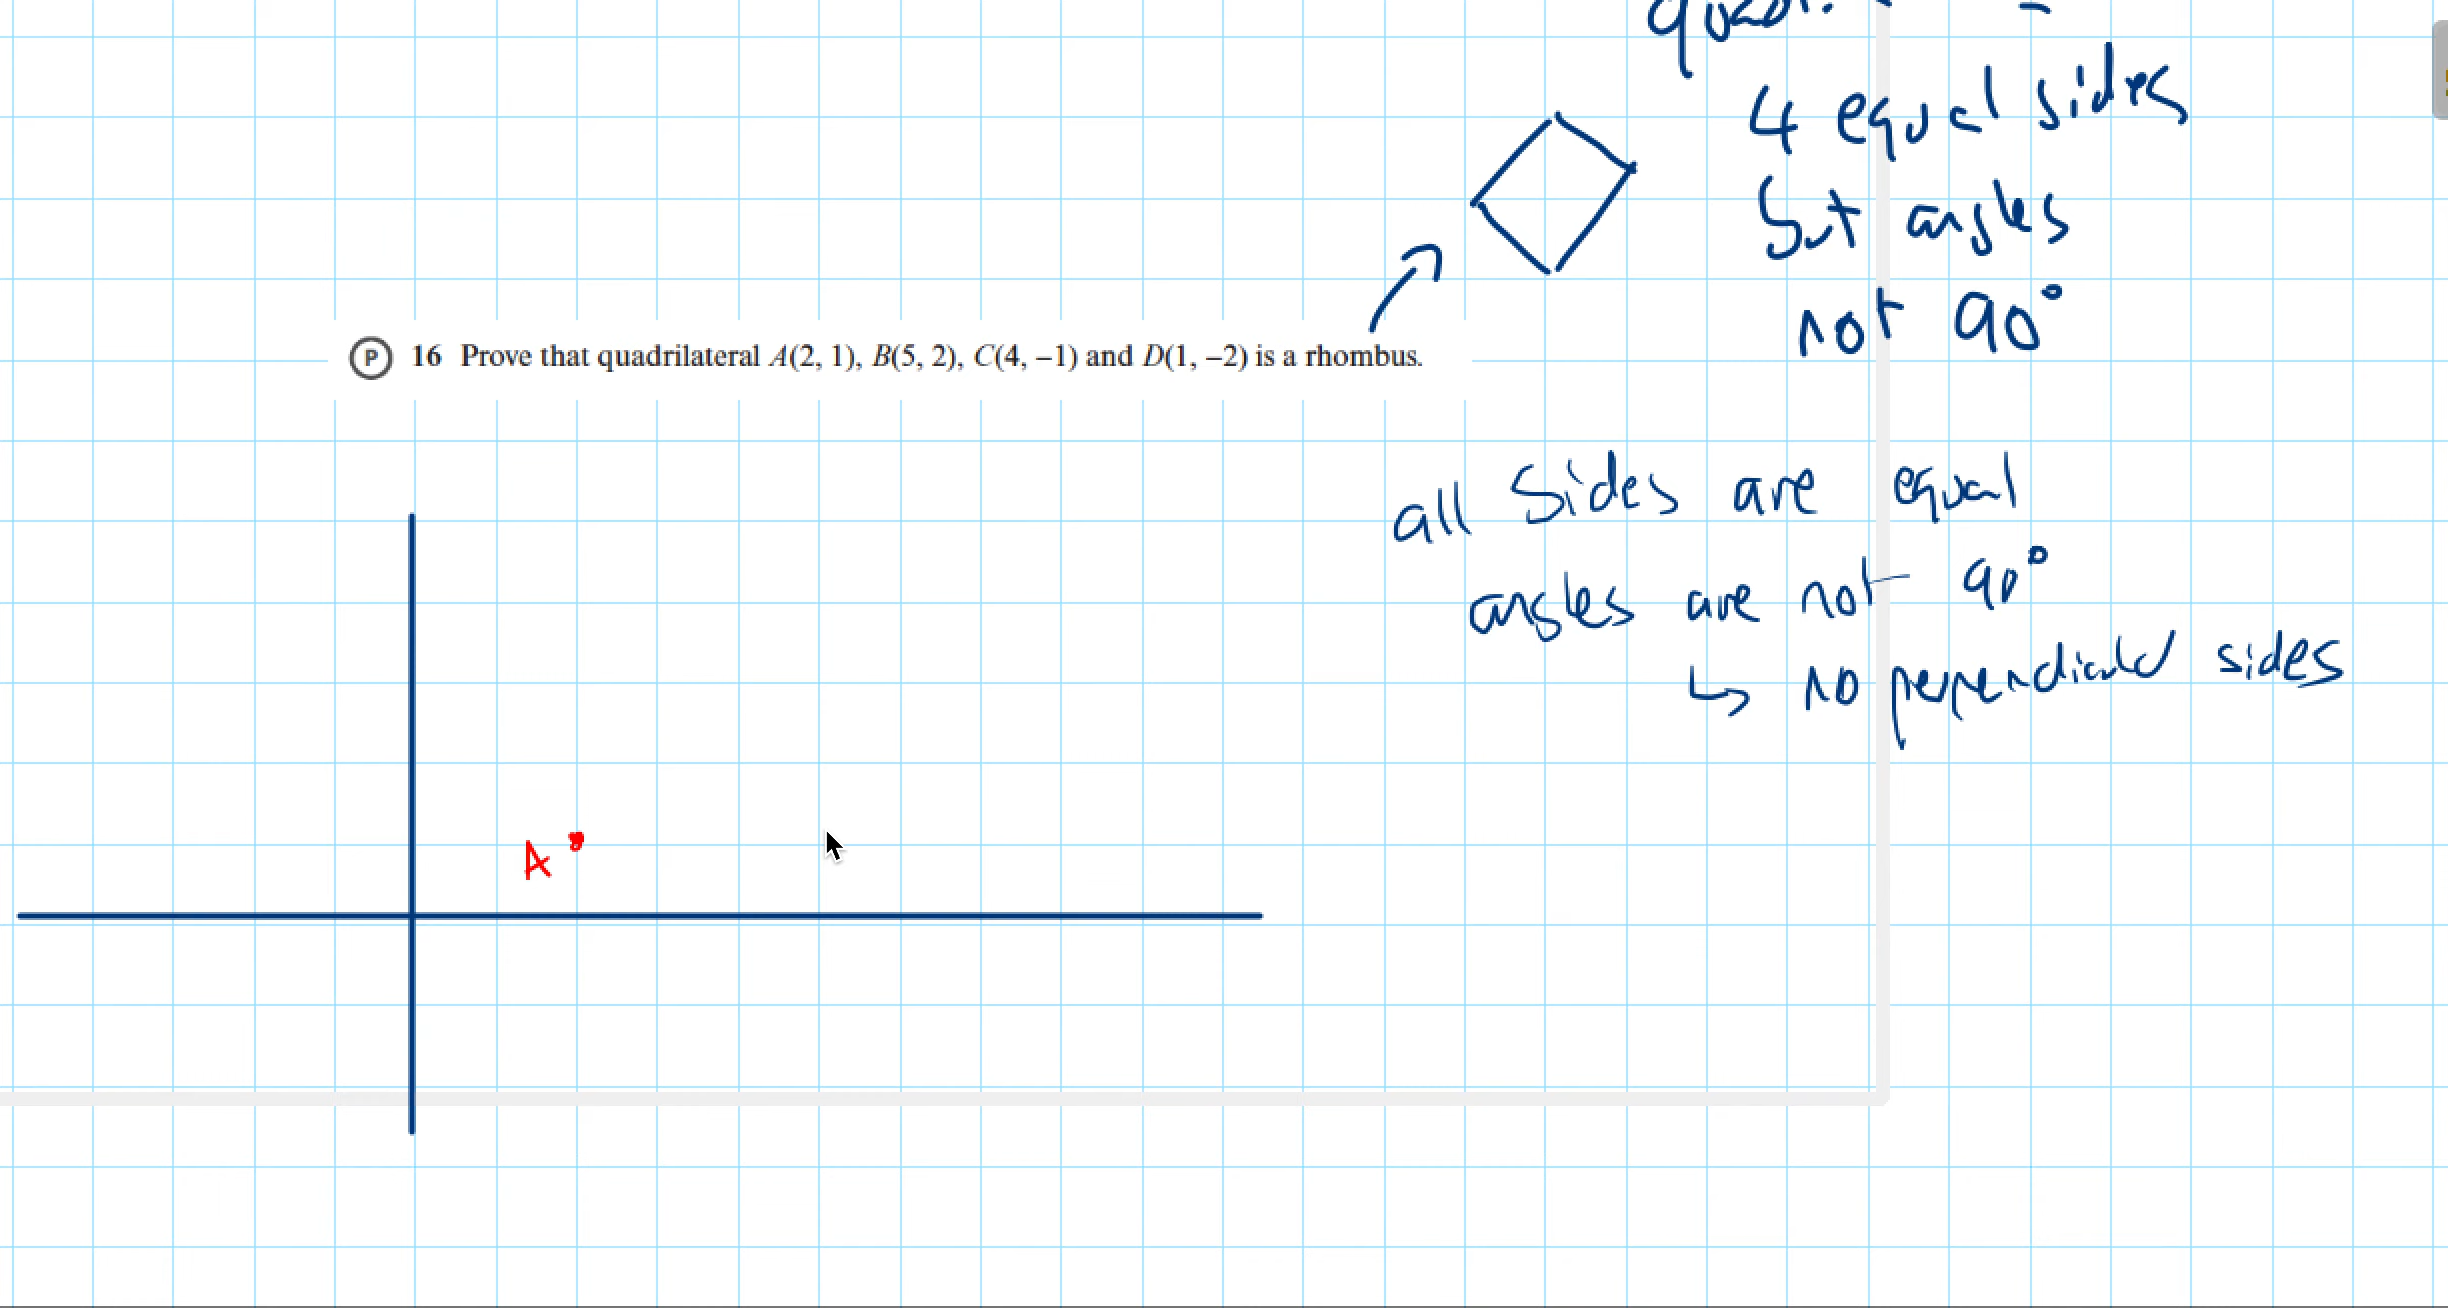 4 equal sides
but angles
not 90°
P 16 Prove that quadrilateral A(2, 1), B(5, 2), C(4, −1) and D(1, −2) is a rhombus.
all sides are equal
angles are not 90°
↳ no perpendicular sides
A